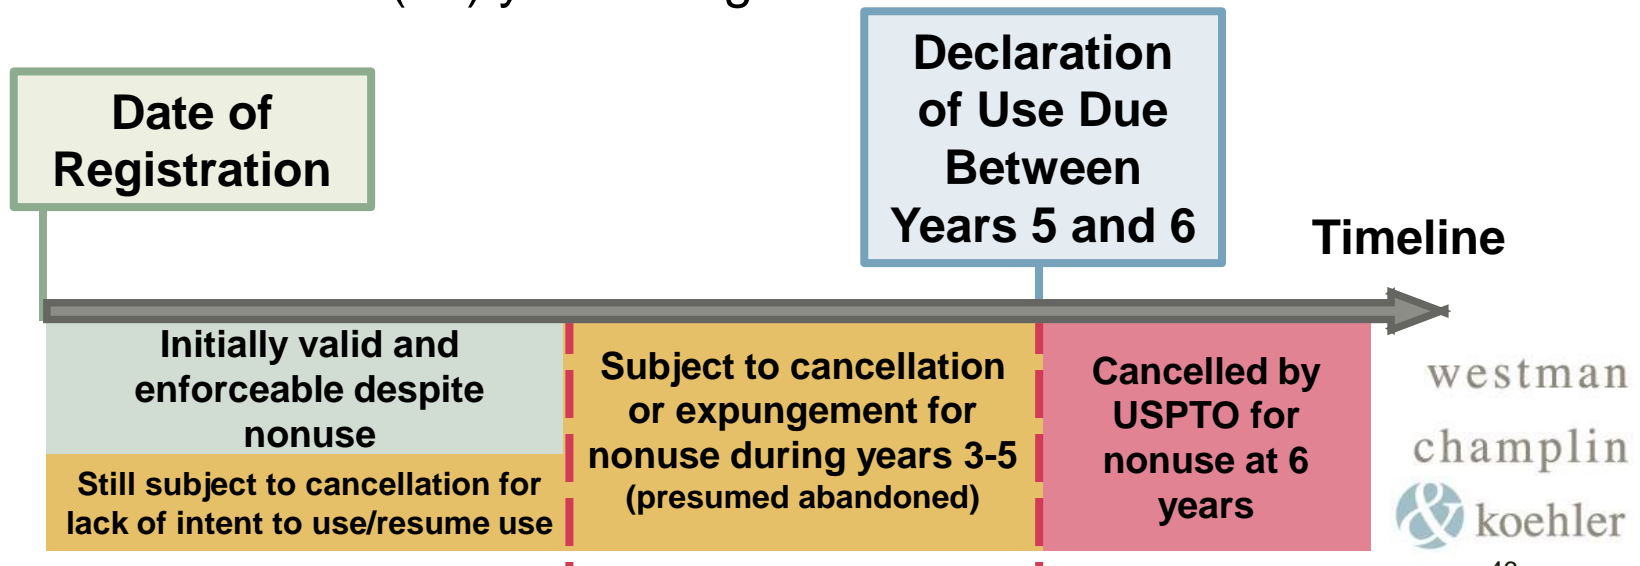 Date of
Registration
Declaration
of Use Due
Between
Years 5 and 6
Timeline
Initially valid and
enforceable despite
nonuse
Still subject to cancellation for
lack of intent to use/resume use
Subject to cancellation
or expungement for
nonuse during years 3-5
(presumed abandoned)
Cancelled by
USPTO for
nonuse at 6
years
westman
champlin
& koehler